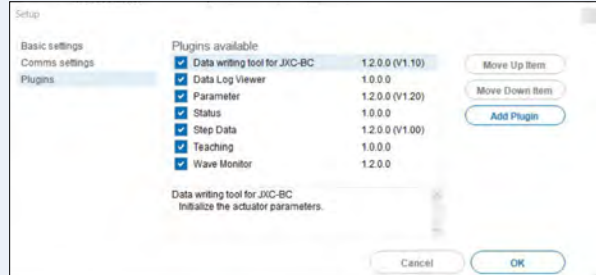 Setup
Basic settings
Comms settings
Plugins
Plugins available
Data writing tool for JXC-BC 1.2.0.0 (V1.10)
Data Log Viewer 1.0.0.0
Parameter 1.2.0.0 (V1.20)
Status 1.0.0.0
Step Data 1.2.0.0 (V1.00)
Teaching 1.0.0.0
Wave Monitor 1.2.0.0
Data writing tool for JXC-BC
Initialize the actuator parameters.
Move Up Item
Move Down Item
Add Plugin
Cancel
OK